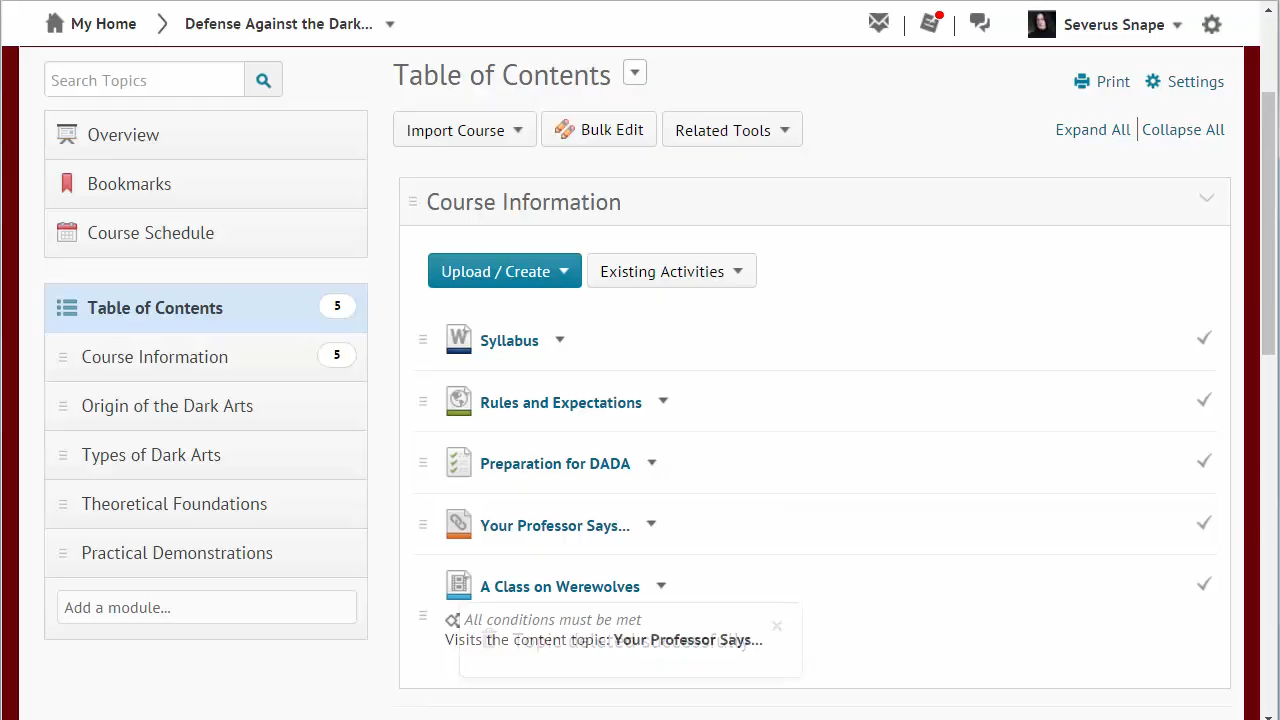 My Home
Defense Against the Dark...
Severus Snape
Search Topics
Overview
Bookmarks
Course Schedule
Table of Contents 5
Course Information 5
Origin of the Dark Arts
Types of Dark Arts
Theoretical Foundations
Practical Demonstrations
Add a module...
Table of Contents
Print
Settings
Import Course
Bulk Edit
Related Tools
Expand All
Collapse All
Course Information
Upload / Create
Existing Activities
Syllabus
Rules and Expectations
Preparation for DADA
Your Professor Says...
A Class on Werewolves
All conditions must be met
Visits the Content topic: Your Professor Says...
Topic deleted successfully